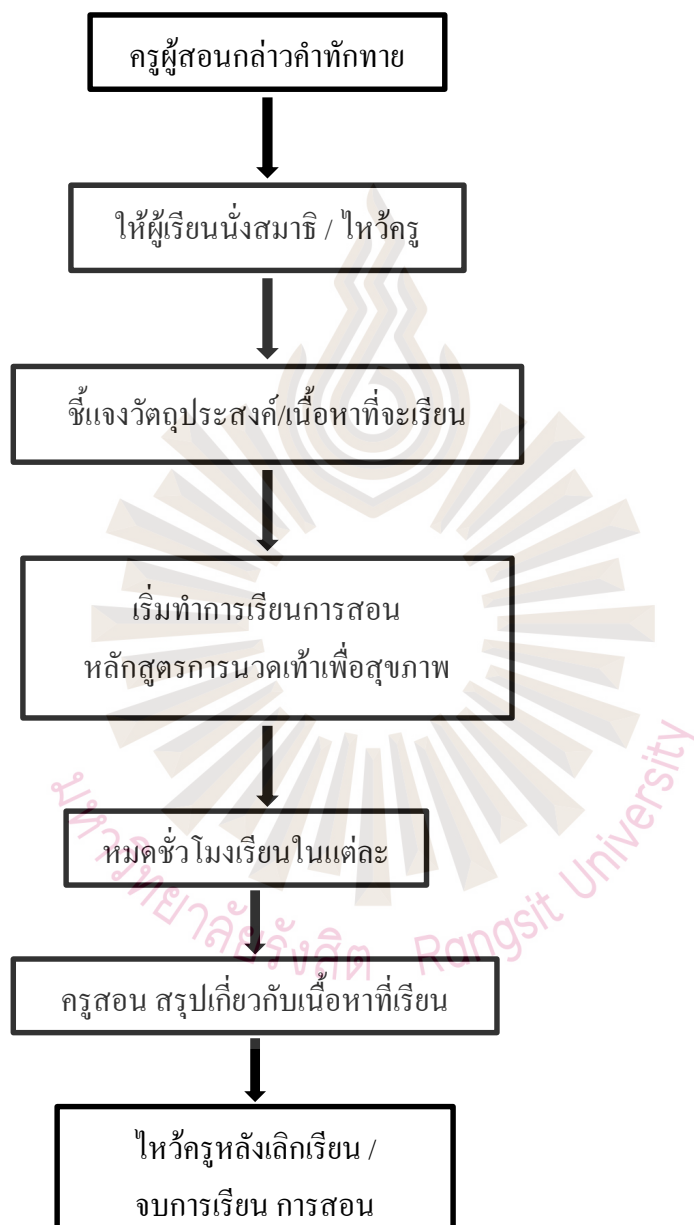 ครูผู้สอนกล่าวคำทักทาย
ให้ผู้เรียนนั่งสมาธิ / ไหว้ครู
ชี้แจงวัตถุประสงค์/เนื้อหาที่จะเรียน
เริ่มทำการเรียนการสอน
หลักสูตรการนวดเท้าเพื่อสุขภาพ
หมดชั่วโมงเรียนในแต่ละ
มหาวิทยาลัยรังสิต Rangsit University
ครูสอน สรุปเกี่ยวกับเนื้อหาที่เรียน
ไหว้ครูหลังเลิกเรียน /
จบการเรียน การสอน